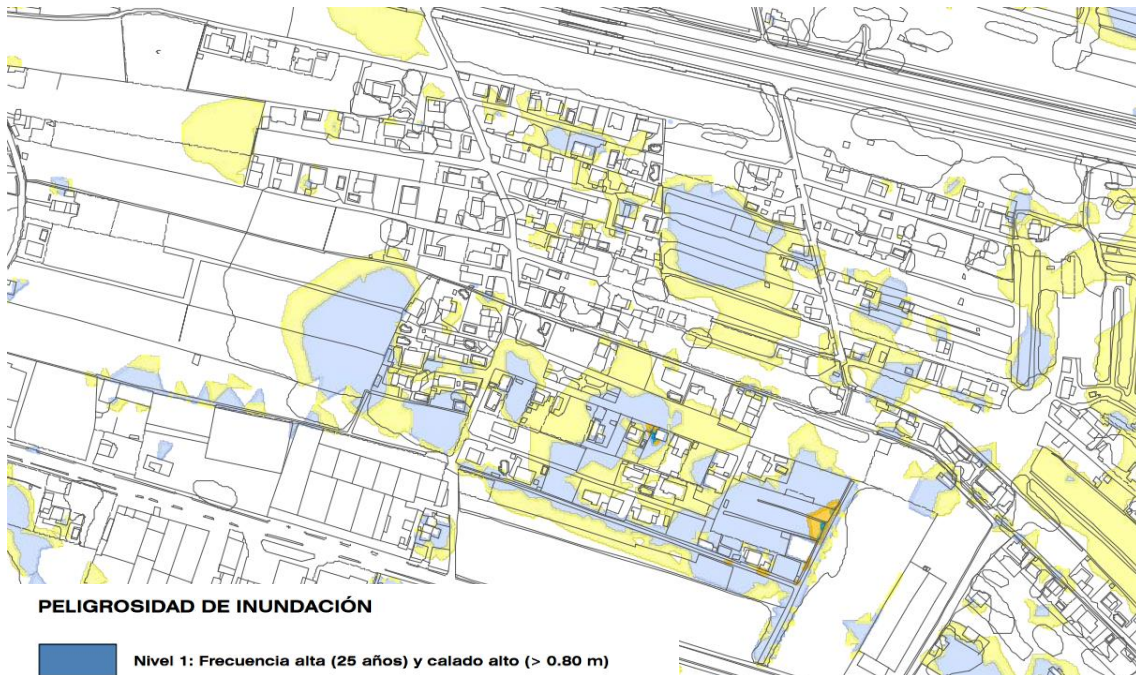 PELIGROSIDAD DE INUNDACIÓN
Nivel 1: Frecuencia alta (25 años) y calado alto (> 0.80 m)